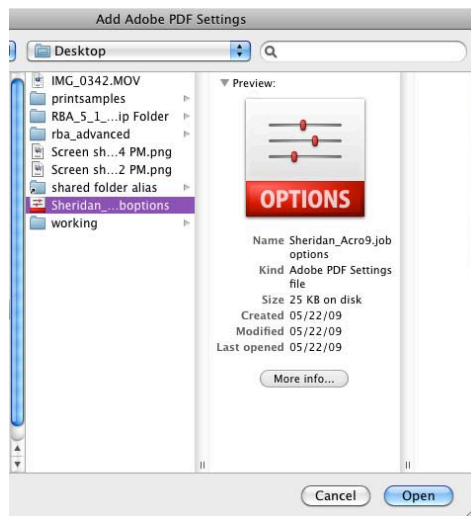 Add Adobe PDF Settings
Desktop
IMG_0342.MOV
printsamples
RBA_5_1_...ip Folder
rba_advanced
Screen sh...4 PM.png
Screen sh...2 PM.png
shared folder alias
Sheridan_...boptions
working
Preview:
OPTIONS
Name Sheridan_Acro9.job
options
Kind Adobe PDF Settings
file
Size 25 KB on disk
Created 05/22/09
Modified 05/22/09
Last opened 05/22/09
More info...
Cancel Open